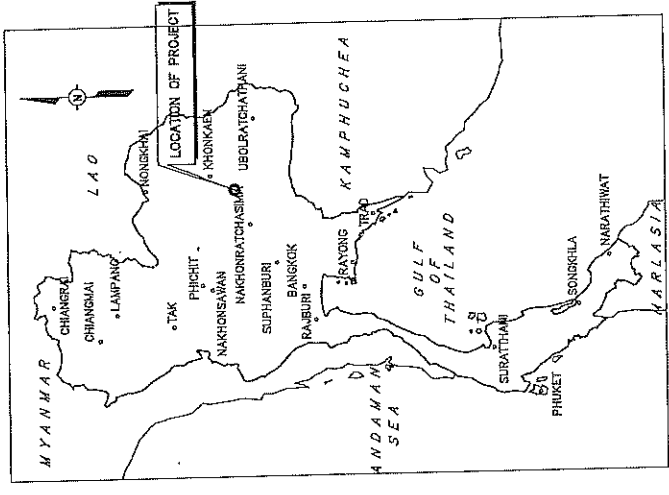 MYANMAR
LAO
N
LOCATION OF PROJECT
CHIANGRAI
CHIANGMAI
LAMPANG
NONGKHAI
TAK
PHICHIT
KHONKAEN
NAKHONSAWAN
NAKHONRATCHASIMA
UBOLRATCHATHANI
SUPHANBURI
BANGKOK
RAJBURI
RAYONG
TRAD
KAMPHUCHEA
GULF
OF
THAILAND
ANDAMAN
SEA
SURATTHANI
PHUKET
SONGKHLA
NARATHIWAT
MARLASIA